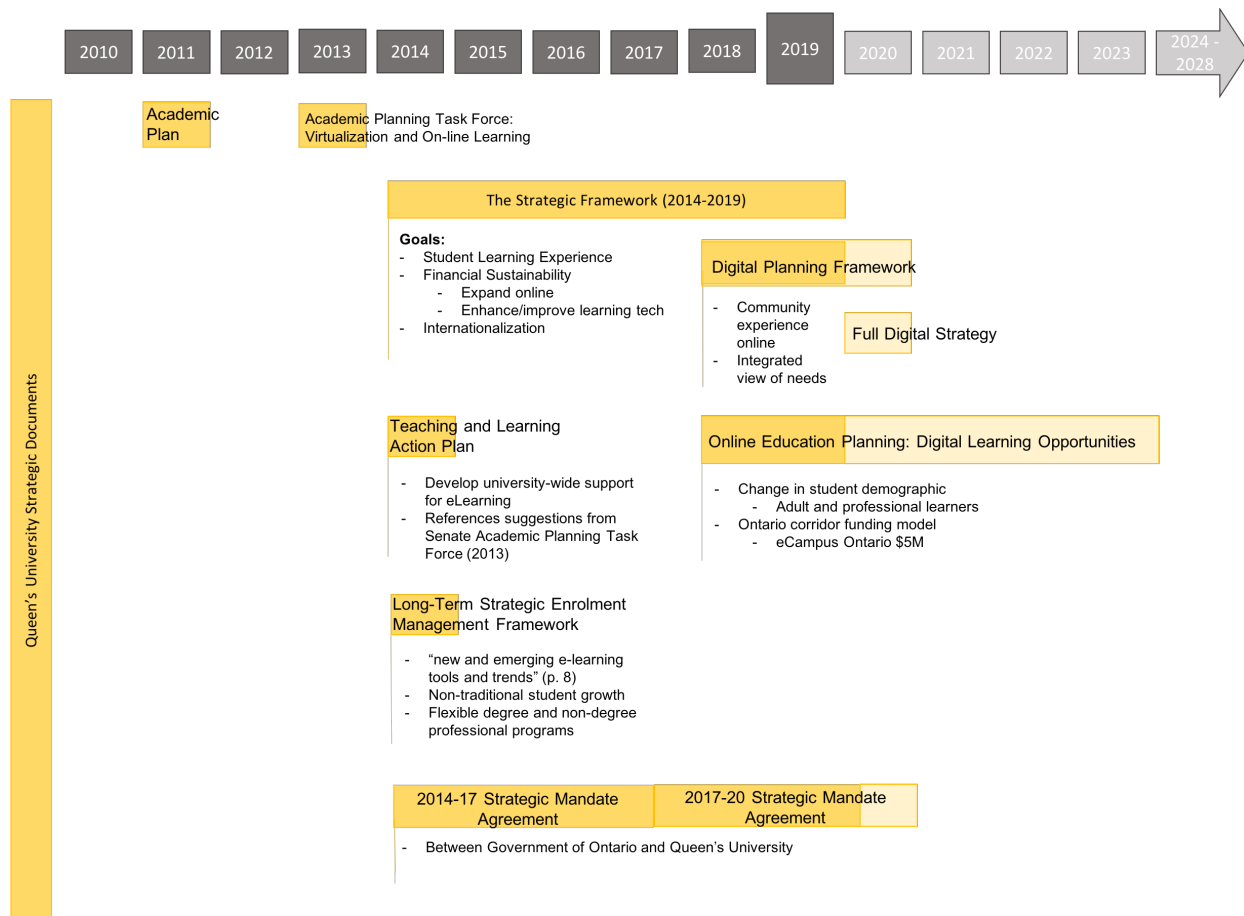 2010
2011
2012
2013
2014
2015
2016
2017
2018
2019
2020
2021
2022
2023
2024 -
2028
Queen's University Strategic Documents
Academic
Plan
Academic Planning Task Force:
Virtualization and On-line Learning
The Strategic Framework (2014-2019)
Goals:
- Student Learning Experience
- Financial Sustainability
- Expand online
- Enhance/improve learning tech
- Internationalization
Digital Planning Framework
- Community
experience
online
- Integrated
view of needs
Full Digital Strategy
Teaching and Learning
Action Plan
- Develop university-wide support
for eLearning
- References suggestions from
Senate Academic Planning Task
Force (2013)
Online Education Planning: Digital Learning Opportunities
- Change in student demographic
- Adult and professional learners
- Ontario corridor funding model
- eCampus Ontario $5M
Long-Term Strategic Enrolment
Management Framework
- “new and emerging e-learning
tools and trends” (p. 8)
- Non-traditional student growth
- Flexible degree and non-degree
professional programs
2014-17 Strategic Mandate
Agreement
2017-20 Strategic Mandate
Agreement
- Between Government of Ontario and Queen’s University